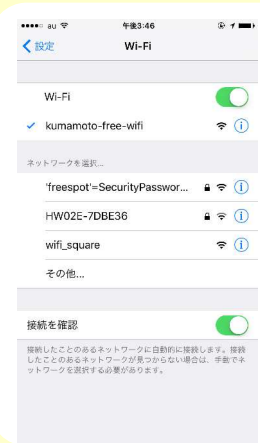 au 午後3:46
設定 Wi-Fi
Wi-Fi
kumamoto-free-wifi
ネットワークを選択...
'freespot'=SecurityPasswor...
HW02E-7DBE36
wifi_square
その他...
接続を確認
接続したことのあるネットワークに自動的に接続します。接続
したことのあるネットワークが見つからない場合は、手動でネ
ットワークを選択する必要があります。